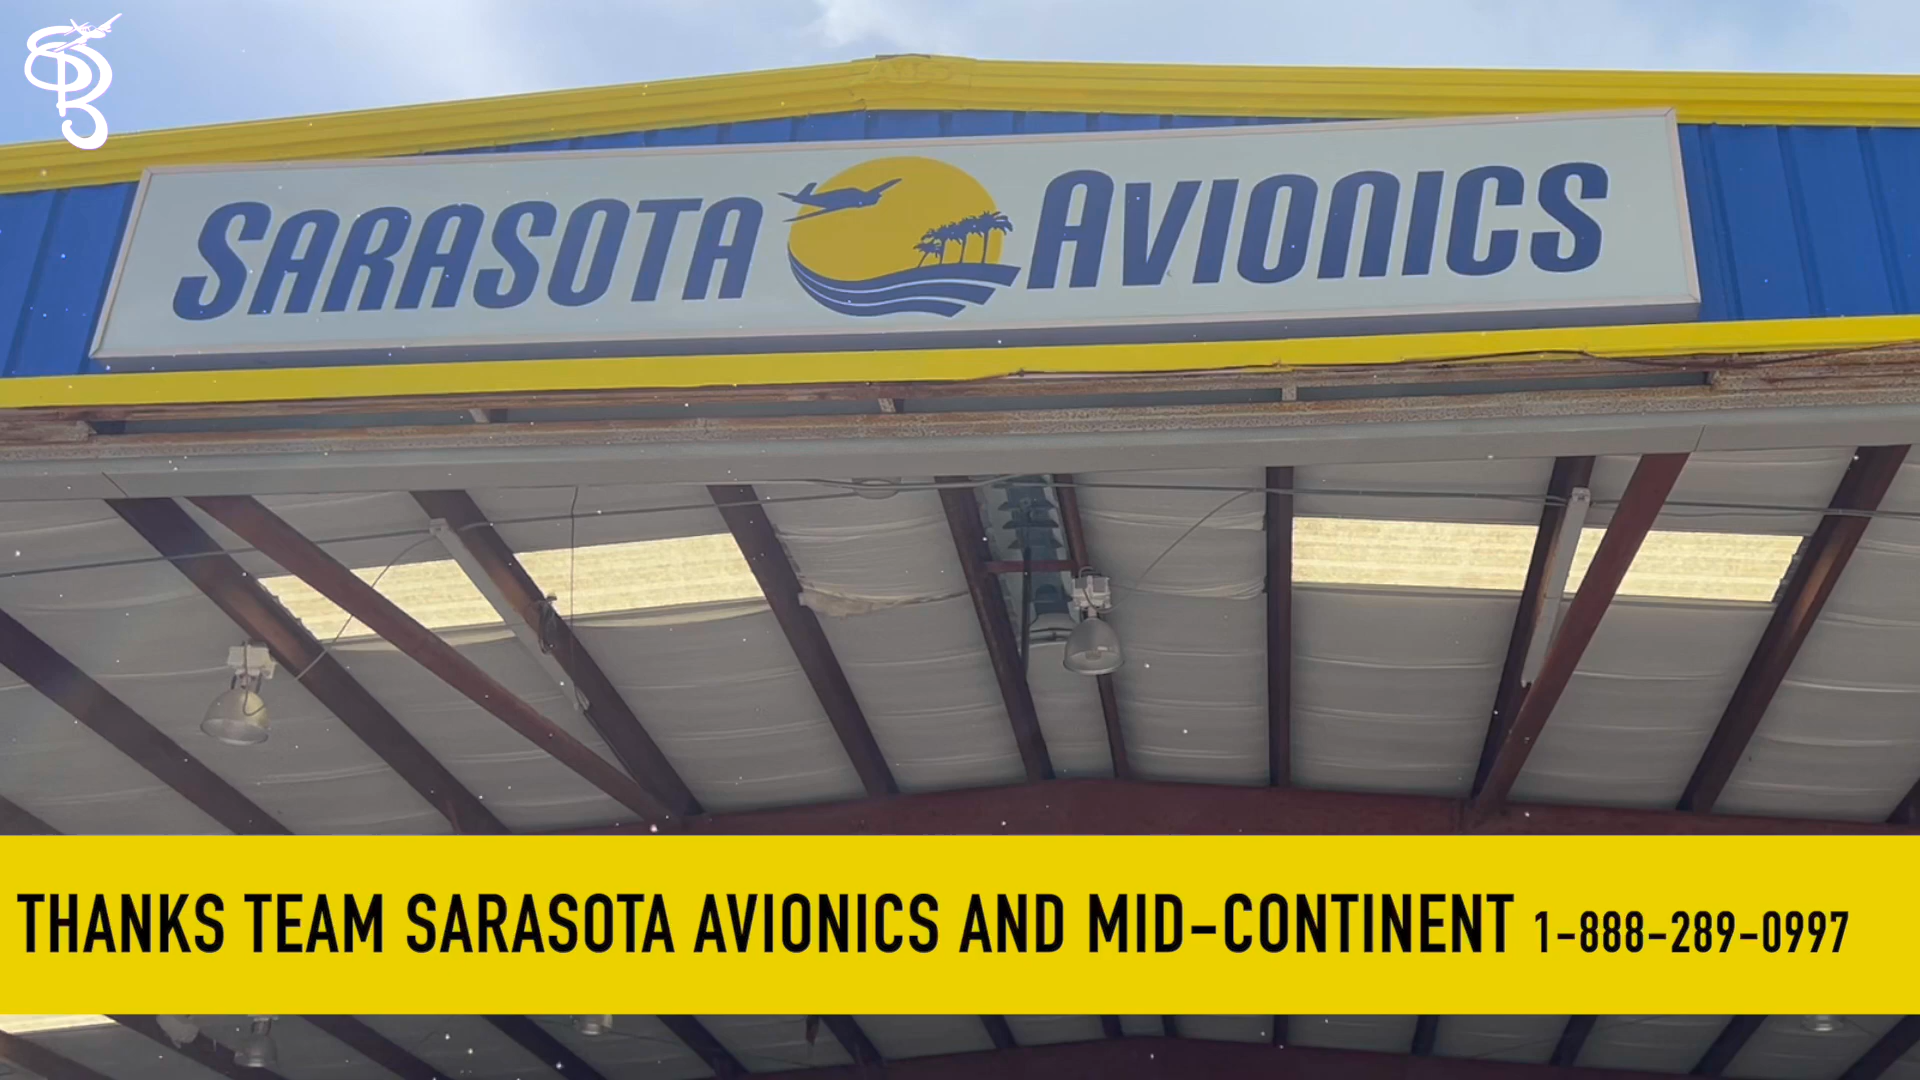 SARASOTA AVIONICS
THANKS TEAM SARASOTA AVIONICS AND MID-CONTINENT 1-888-289-0997